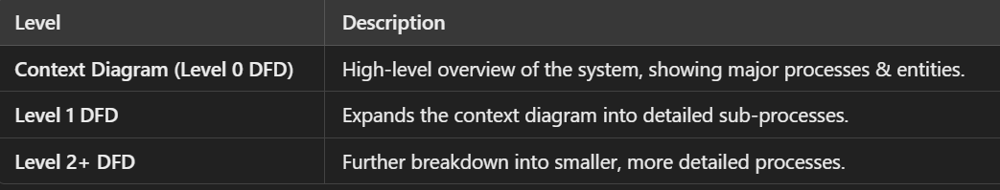 Level Description
Context Diagram (Level 0 DFD) High-level overview of the system, showing major processes & entities.
Level 1 DFD Expands the context diagram into detailed sub-processes.
Level 2+ DFD Further breakdown into smaller, more detailed processes.